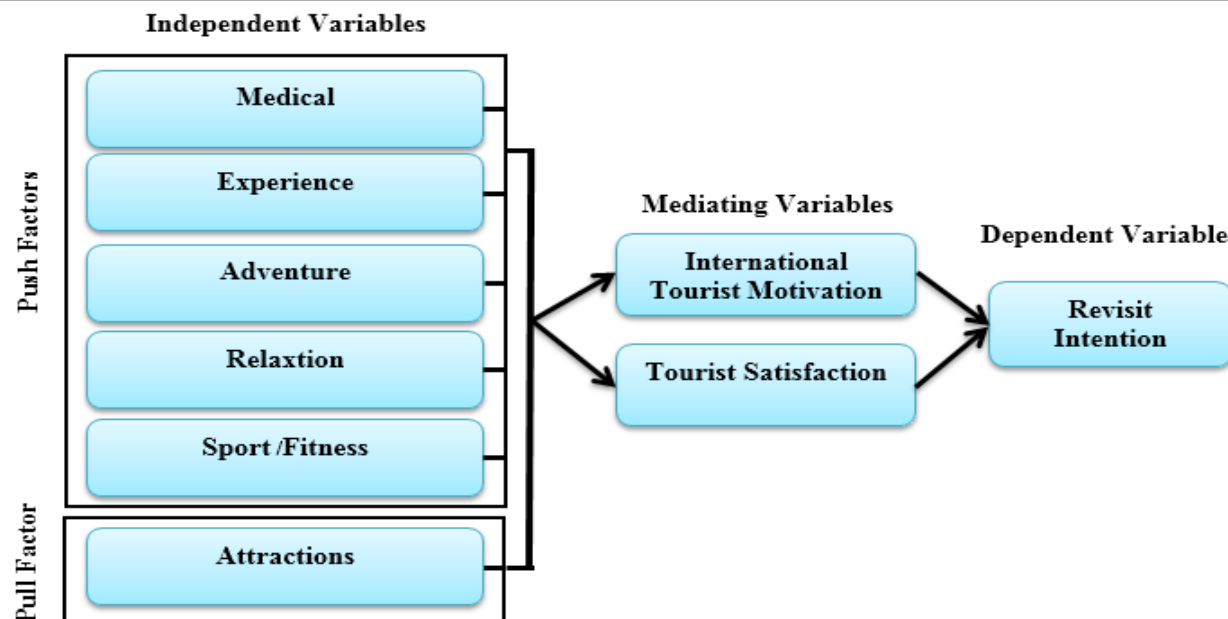 Independent Variables
Push Factors
Medical
Experience
Adventure
Relaxtion
Sport /Fitness
Pull Factor
Attractions
Mediating Variables
International
Tourist Motivation
Tourist Satisfaction
Dependent Variable
Revisit
Intention